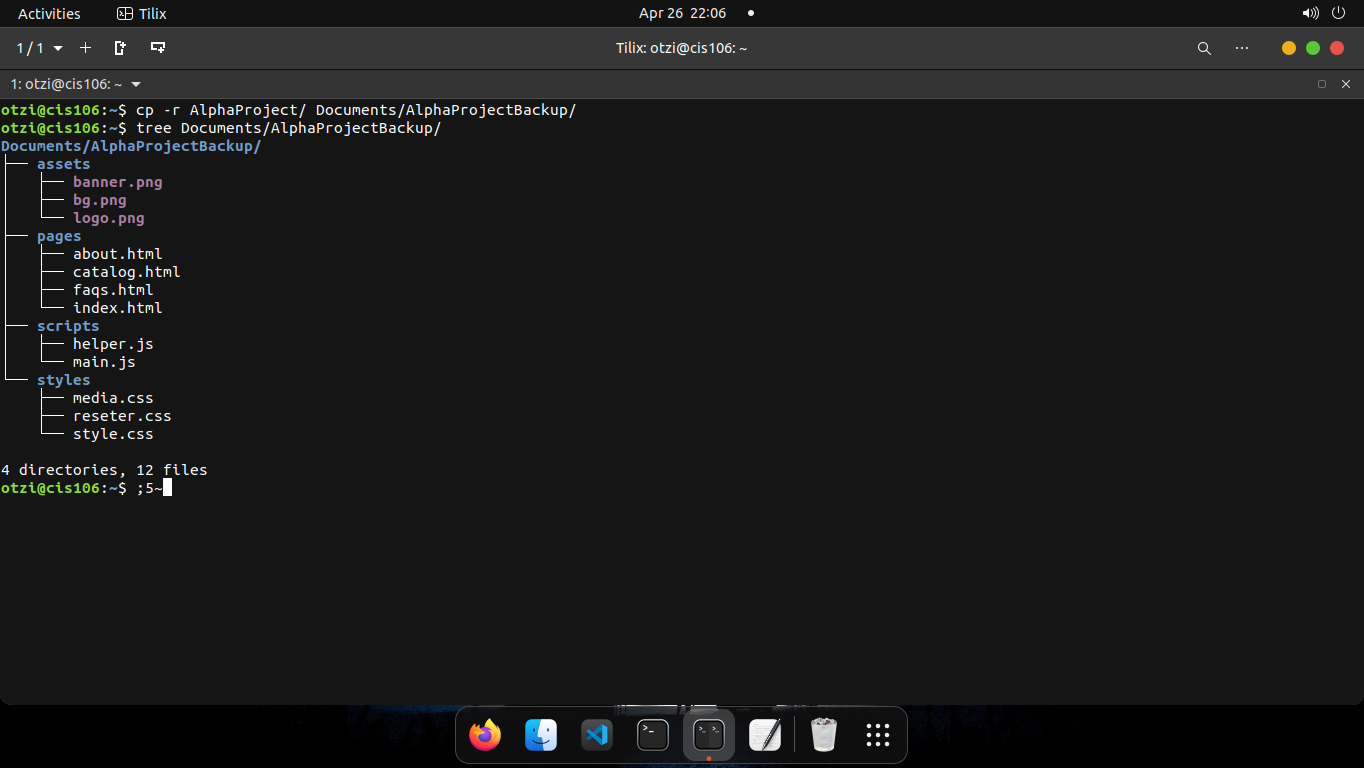 Activities Tilix Apr 26 22:06
1 / 1 Tilix: otzi@cis106: ~
1: otzi@cis106: ~
otzi@cis106:~$ cp -r AlphaProject/ Documents/AlphaProjectBackup/
otzi@cis106:~$ tree Documents/AlphaProjectBackup/
Documents/AlphaProjectBackup/
├── assets
│   ├── banner.png
│   ├── bg.png
│   └── logo.png
├── pages
│   ├── about.html
│   ├── catalog.html
│   ├── faqs.html
│   └── index.html
├── scripts
│   ├── helper.js
│   └── main.js
└── styles
    ├── media.css
    ├── reseter.css
    └── style.css
4 directories, 12 files
otzi@cis106:~$ ;5~